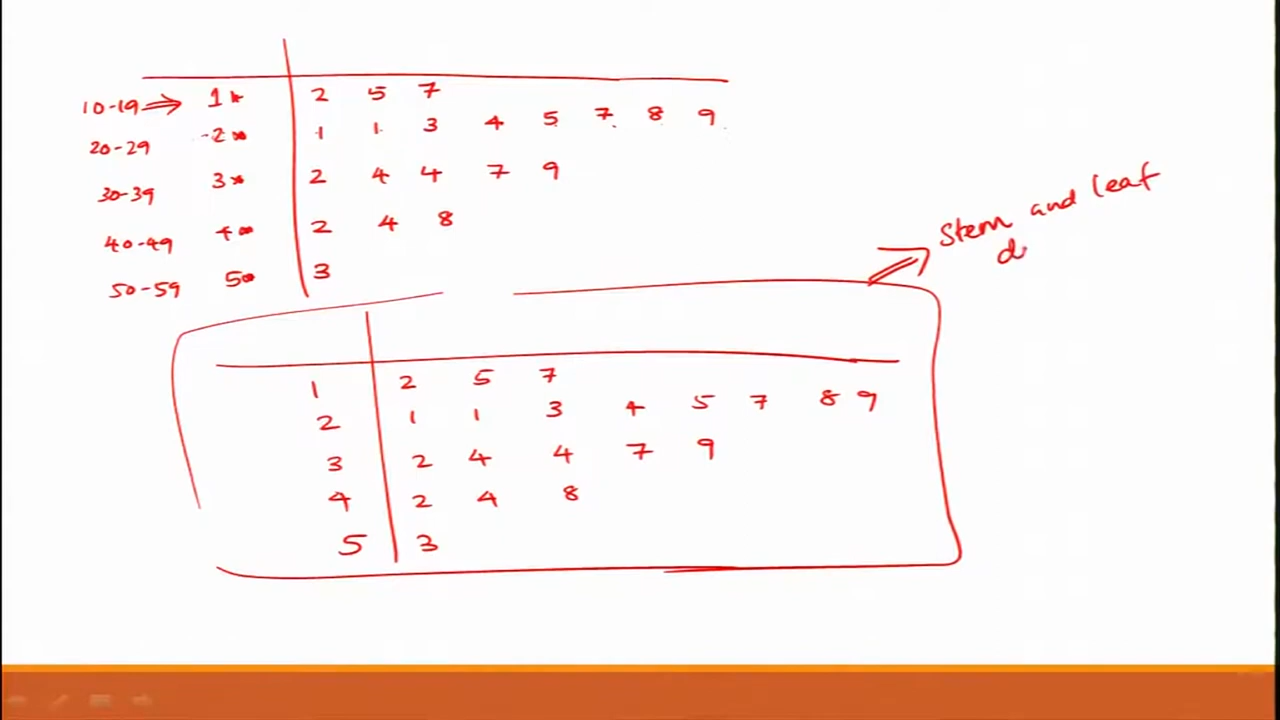 10-19 ⇒ 1* 2 5 7
20-29 2* 1 1 3 4 5 7 8 9
30-39 3* 2 4 4 7 9
40-49 4* 2 4 8
50-59 5* 3
Stem and leaf
d
1 2 5 7
2 1 1 3 4 5 7 8 9
3 2 4 4 7 9
4 2 4 8
5 3